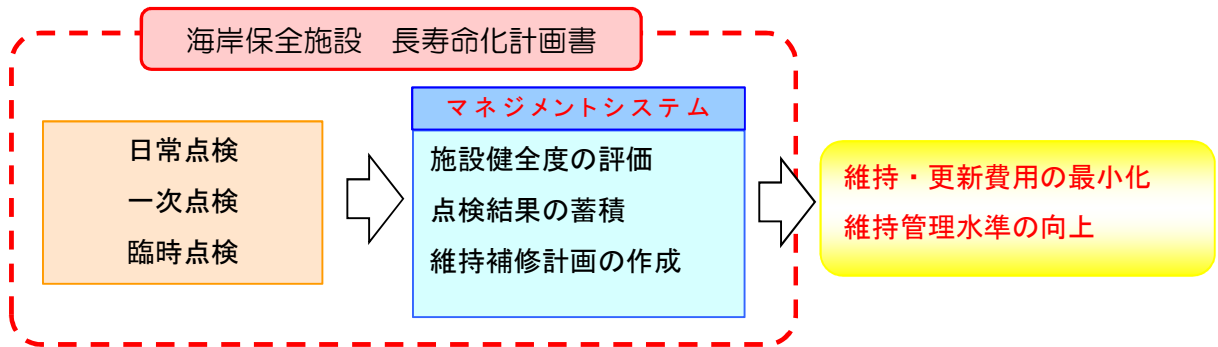 海岸保全施設　長寿命化計画書
日常点検
一次点検
臨時点検
マネジメントシステム
施設健全度の評価
点検結果の蓄積
維持補修計画の作成
維持・更新費用の最小化
維持管理水準の向上